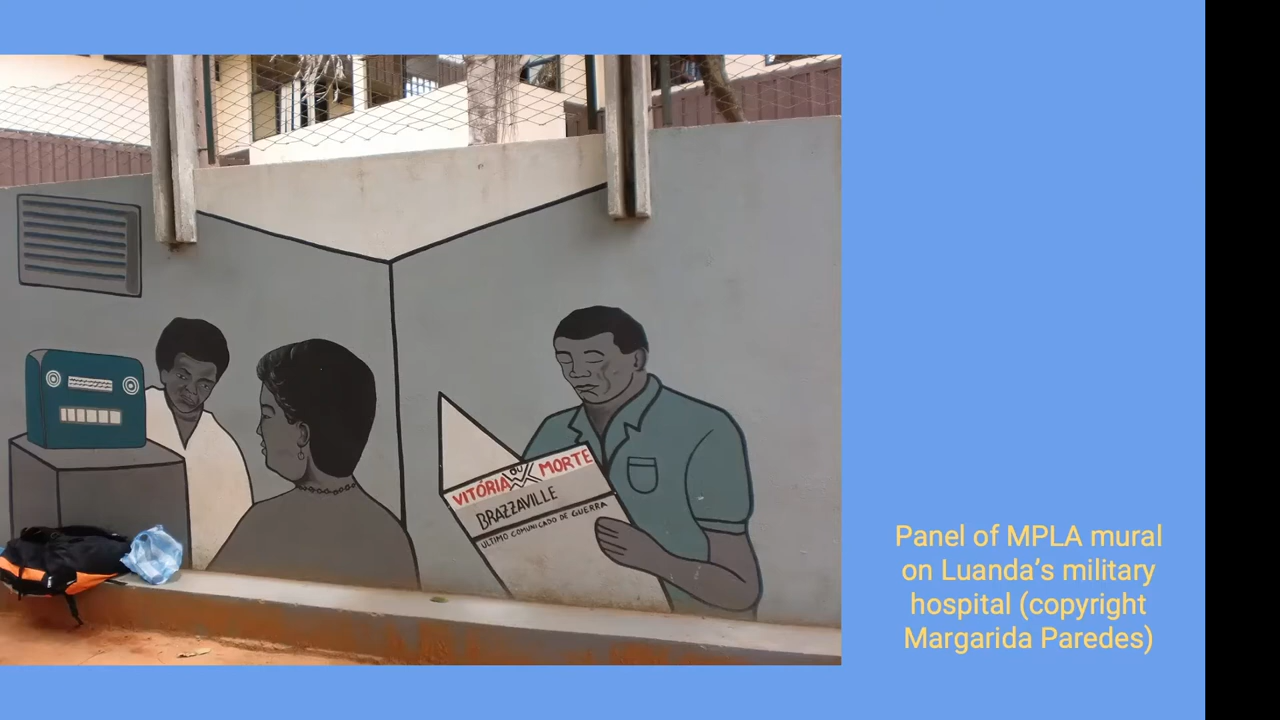 VITÓRIA OU MORTE
BRAZZAVILLE
ULTIMO COMUNICADO DE GUERRA
Panel of MPLA mural
on Luanda’s military
hospital (copyright
Margarida Paredes)